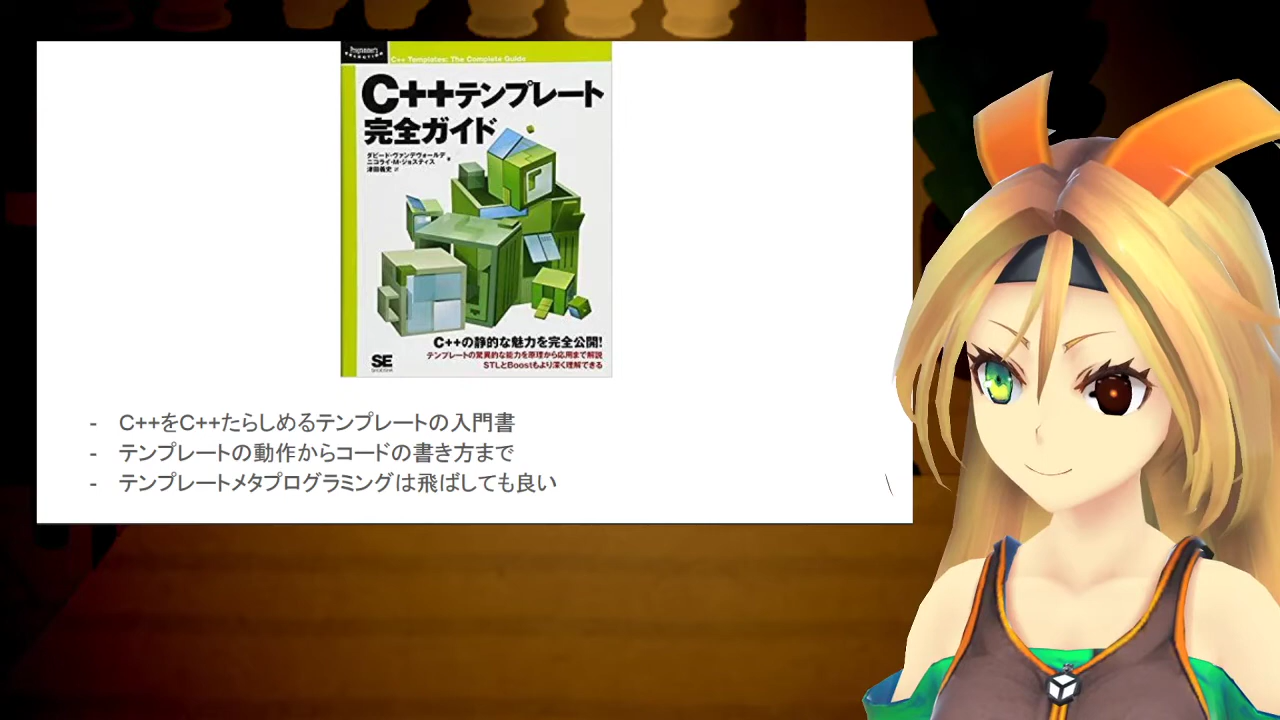 Programmer's
SELECTION
C++ Templates: The Complete Guide
C++テンプレート
完全ガイド
ダビード・ヴァンデヴォールデ
ニコライ・M・ジョスティス 著
津田義史 訳
C++の静的な魅力を完全公開!
テンプレートの驚異的な能力を原理から応用まで解説
STLとBoostもより深く理解できる
SE
SHOEISHA
- C++をC++たらしめるテンプレートの入門書
- テンプレートの動作からコードの書き方まで
- テンプレートメタプログラミングは飛ばしても良い